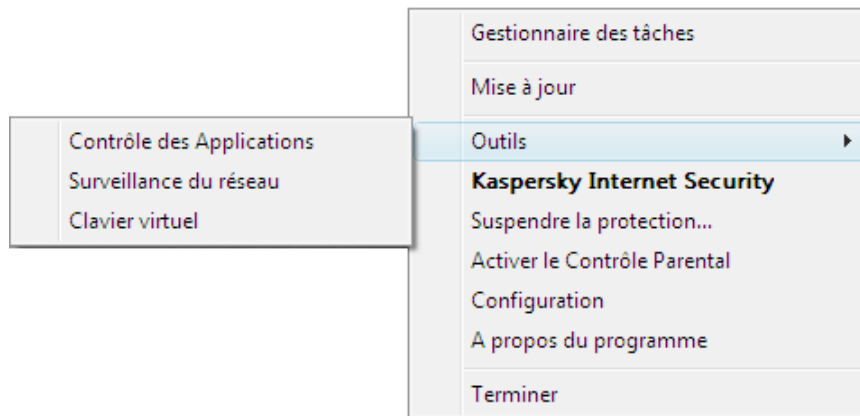 Gestionnaire des tâches
Mise à jour
Outils
Contrôle des Applications
Surveillance du réseau
Clavier virtuel
Kaspersky Internet Security
Suspendre la protection...
Activer le Contrôle Parental
Configuration
A propos du programme
Terminer